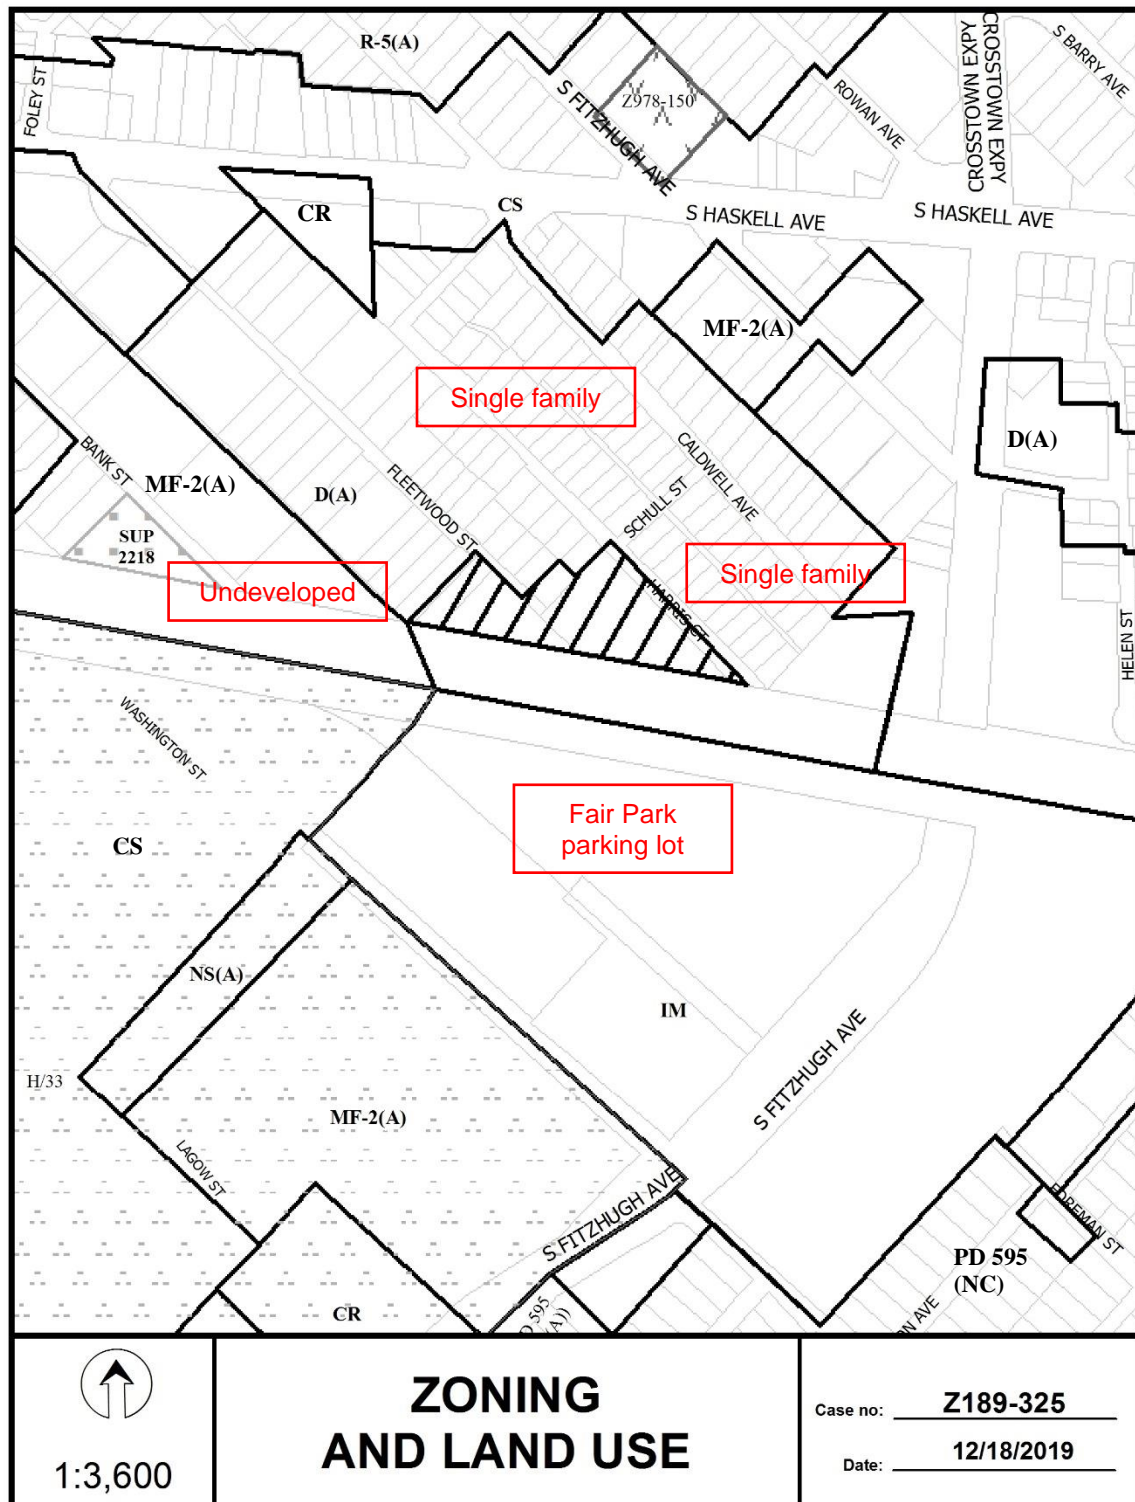 R-5(A)
FOLEY ST
S FITZHUGH AVE
Z978-150
ROWAN AVE
CROSSTOWN EXPY
CROSSTOWN EXPY
S BARRY AVE
CR
CS
S HASKELL AVE
S HASKELL AVE
MF-2(A)
Single family
D(A)
BANK ST
MF-2(A)
D(A)
FLEETWOOD ST
SCHULL ST
CALDWELL AVE
SUP
2218
Undeveloped
Single family
HARRIS CT
HELEN ST
WASHINGTON ST
Fair Park
parking lot
CS
NS(A)
IM
S FITZHUGH AVE
H/33
MF-2(A)
LAGOW ST
S FITZHUGH AVE
FOREMAN ST
PD 595
(NC)
CR
D 595
(A))
ON AVE
1:3,600
ZONING
AND LAND USE
Case no: Z189-325
Date: 12/18/2019